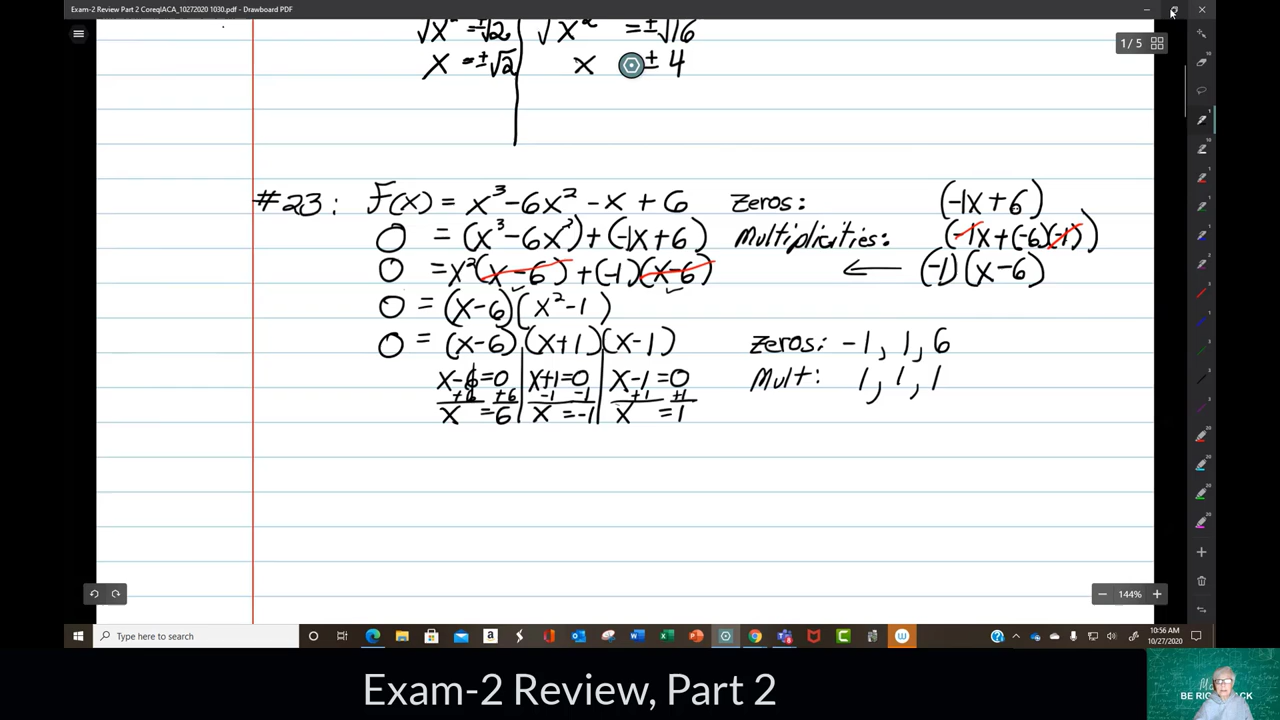 Exam-2 Review Part 2 CoreqIACA_10272020 1030.pdf - Drawboard PDF
1 / 5
√x² = ±√2 √x² = ±√16
x = ±√2 x ± 4
#23: F(x) = x³ - 6x² - x + 6 Zeros: (-1x + 6)
0 = (x³ - 6x²) + (-1x + 6) Multiplicities: (-1x + (-6)(-1))
0 = x²(x - 6) + (-1)(x - 6) ← (-1)(x - 6)
0 = (x - 6)(x² - 1)
0 = (x - 6)(x + 1)(x - 1) Zeros: -1, 1, 6
x - 6 = 0 x + 1 = 0 x - 1 = 0 Mult: 1, 1, 1
+6 +6 -1 -1 +1 +1
x = 6 x = -1 x = 1
144%
Type here to search
10:56 AM
10/27/2020
Exam-2 Review, Part 2